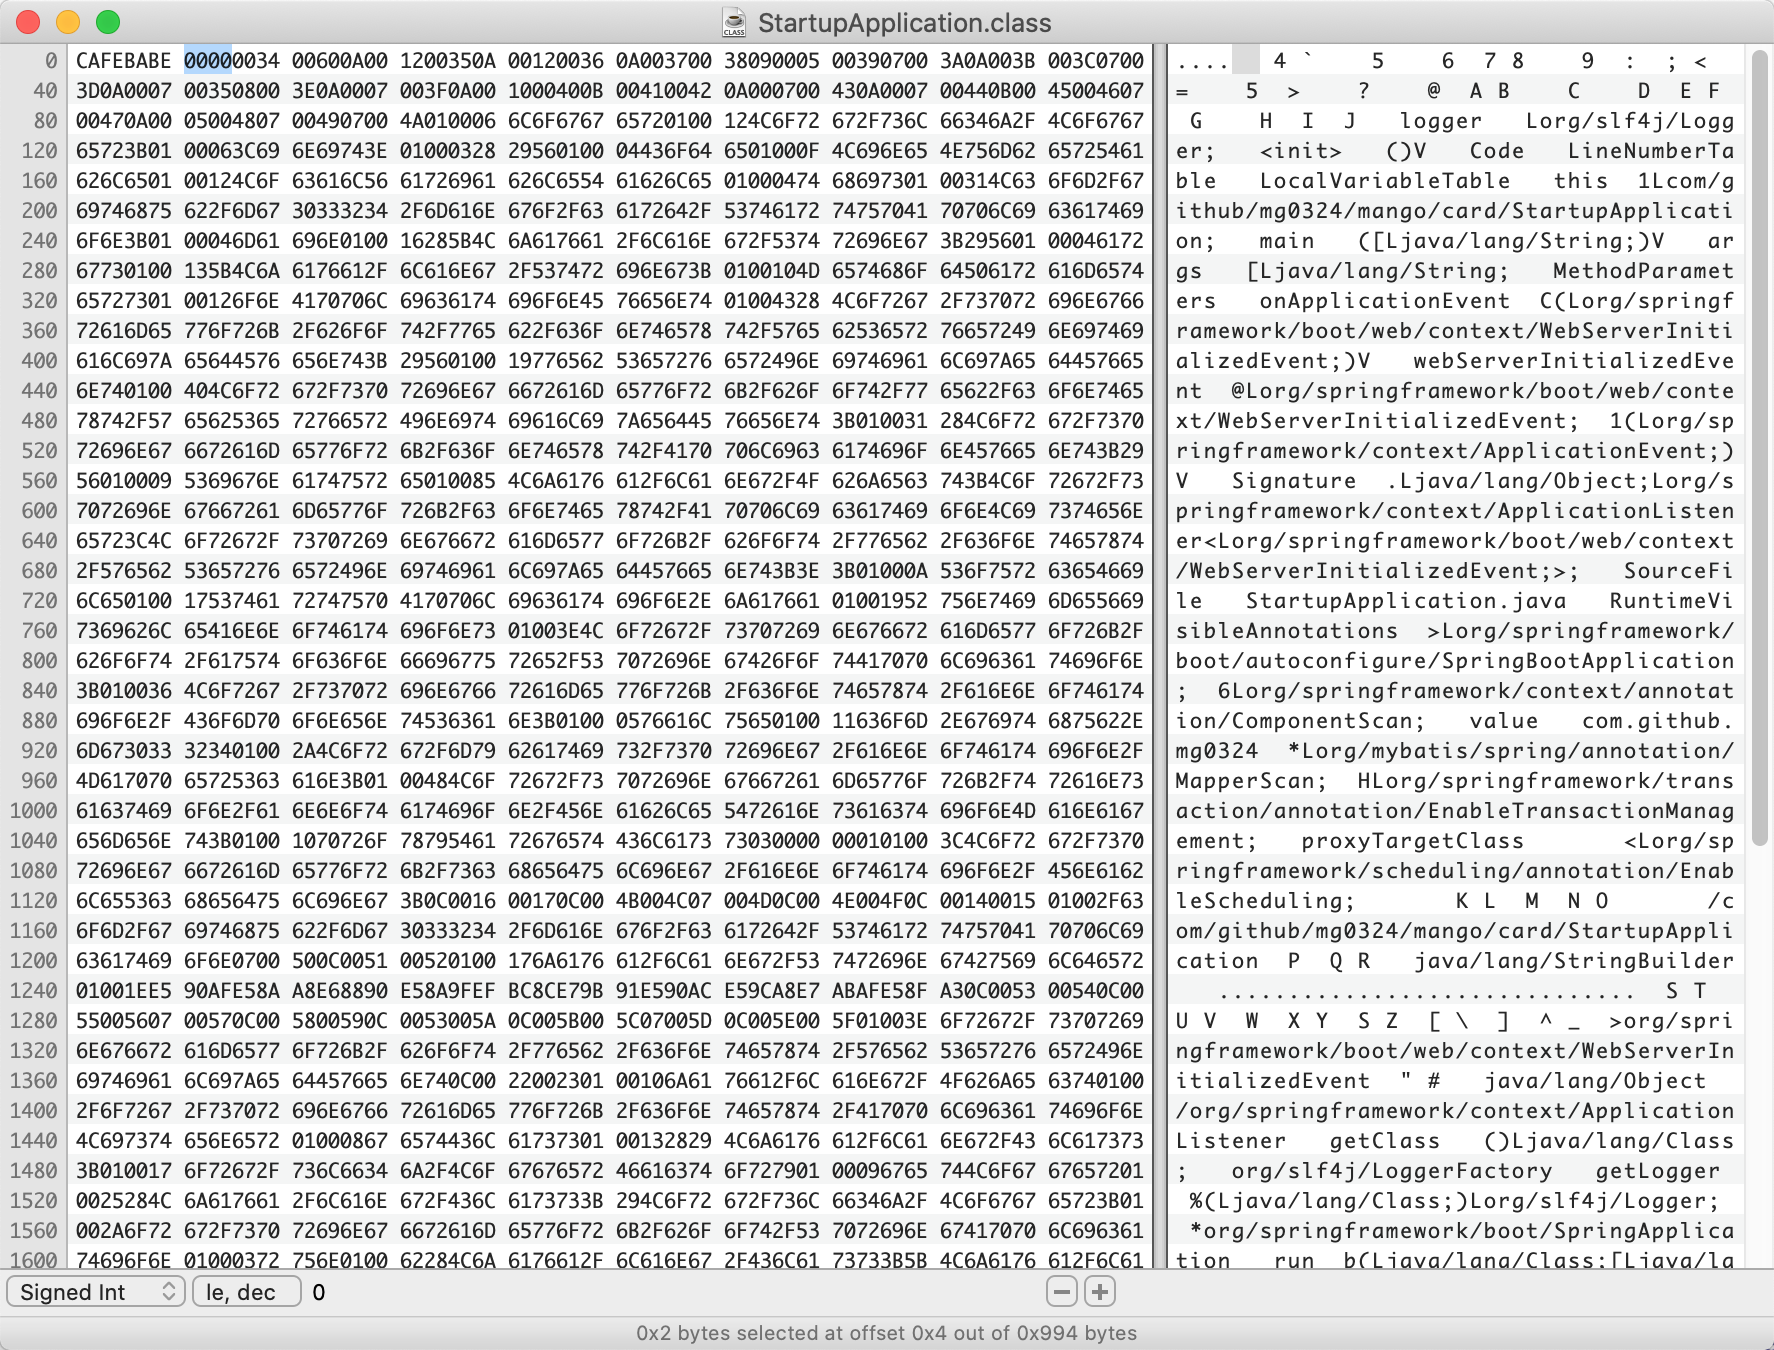 StartupApplication.class
0 CAFEBABE 00000034 00600A00 1200350A 00120036 0A003700 38090005 00390700 3A0A003B 003C0700 .... 4 ` 5 6 7 8 9 : ; <
40 3D0A0007 00350800 3E0A0007 003F0A00 1000400B 00410042 0A000700 430A0007 00440B00 45004607 = 5 > ? @ A B C D E F
80 00470A00 05004807 00490700 4A010006 6C6F6767 65720100 124C6F72 672F736C 66346A2F 4C6F6767 G H I J logger Lorg/slf4j/Logg
120 65723B01 00063C69 6E69743E 01000328 29560100 04436F64 6501000F 4C696E65 4E756D62 65725461 er; <init> ()V Code LineNumberTa
160 626C6501 00124C6F 63616C56 61726961 626C6554 61626C65 01000474 68697301 00314C63 6F6D2F67 ble LocalVariableTable this 1Lcom/g
200 69746875 622F6D67 30333234 2F6D616E 676F2F63 6172642F 53746172 74757041 70706C69 63617469 ithub/mg0324/mango/card/StartupApplicati
240 6F6E3B01 00046D61 696E0100 16285B4C 6A617661 2F6C616E 672F5374 72696E67 3B295601 00046172 on; main ([Ljava/lang/String;)V ar
280 67730100 135B4C6A 6176612F 6C616E67 2F537472 696E673B 0100104D 6574686F 64506172 616D6574 gs [Ljava/lang/String; MethodParamet
320 65727301 00126F6E 4170706C 69636174 696F6E45 76656E74 01004328 4C6F7267 2F737072 696E6766 ers onApplicationEvent C(Lorg/springf
360 72616D65 776F726B 2F626F6F 742F7765 622F636F 6E746578 742F5765 62536572 76657249 6E697469 ramework/boot/web/context/WebServerIniti
400 616C697A 65644576 656E743B 29560100 19776562 53657276 6572496E 69746961 6C697A65 64457665 alizedEvent;)V webServerInitializedEve
440 6E740100 404C6F72 672F7370 72696E67 6672616D 65776F72 6B2F626F 6F742F77 65622F63 6F6E7465 nt @Lorg/springframework/boot/web/conte
480 78742F57 65625365 72766572 496E6974 69616C69 7A656445 76656E74 3B010031 284C6F72 672F7370 xt/WebServerInitializedEvent; 1(Lorg/sp
520 72696E67 6672616D 65776F72 6B2F636F 6E746578 742F4170 706C6963 6174696F 6E457665 6E743B29 ringframework/context/ApplicationEvent;)
560 56010009 5369676E 61747572 65010085 4C6A6176 612F6C61 6E672F4F 626A6563 743B4C6F 72672F73 V Signature .Ljava/lang/Object;Lorg/s
600 7072696E 67667261 6D65776F 726B2F63 6F6E7465 78742F41 70706C69 63617469 6F6E4C69 7374656E pringframework/context/ApplicationListen
640 65723C4C 6F72672F 73707269 6E676672 616D6577 6F726B2F 626F6F74 2F776562 2F636F6E 74657874 er<Lorg/springframework/boot/web/context
680 2F576562 53657276 6572496E 69746961 6C697A65 64457665 6E743B3E 3B01000A 536F7572 63654669 /WebServerInitializedEvent;>; SourceFi
720 6C650100 17537461 72747570 4170706C 69636174 696F6E2E 6A617661 01001952 756E7469 6D655669 le StartupApplication.java RuntimeVi
760 7369626C 65416E6E 6F746174 696F6E73 01003E4C 6F72672F 73707269 6E676672 616D6577 6F726B2F sibleAnnotations >Lorg/springframework/
800 626F6F74 2F617574 6F636F6E 66696775 72652F53 7072696E 67426F6F 74417070 6C696361 74696F6E boot/autoconfigure/SpringBootApplication
840 3B010036 4C6F7267 2F737072 696E6766 72616D65 776F726B 2F636F6E 74657874 2F616E6E 6F746174 ; 6Lorg/springframework/context/annotat
880 696F6E2F 436F6D70 6F6E656E 74536361 6E3B0100 0576616C 75650100 11636F6D 2E676974 6875622E ion/ComponentScan; value com.github.
920 6D673033 32340100 2A4C6F72 672F6D79 62617469 732F7370 72696E67 2F616E6E 6F746174 696F6E2F mg0324 *Lorg/mybatis/spring/annotation/
960 4D617070 65725363 616E3B01 00484C6F 72672F73 7072696E 67667261 6D65776F 726B2F74 72616E73 MapperScan; HLorg/springframework/trans
1000 61637469 6F6E2F61 6E6E6F74 6174696F 6E2F456E 61626C65 5472616E 73616374 696F6E4D 616E6167 action/annotation/EnableTransactionManag
1040 656D656E 743B0100 1070726F 78795461 72676574 436C6173 73030000 00010100 3C4C6F72 672F7370 ement; proxyTargetClass <Lorg/sp
1080 72696E67 6672616D 65776F72 6B2F7363 68656475 6C696E67 2F616E6E 6F746174 696F6E2F 456E6162 ringframework/scheduling/annotation/Enab
1120 6C655363 68656475 6C696E67 3B0C0016 00170C00 4B004C07 004D0C00 4E004F0C 00140015 01002F63 leScheduling; K L M N O /c
1160 6F6D2F67 69746875 622F6D67 30333234 2F6D616E 676F2F63 6172642F 53746172 74757041 70706C69 om/github/mg0324/mango/card/StartupAppli
1200 63617469 6F6E0700 500C0051 00520100 176A6176 612F6C61 6E672F53 7472696E 67427569 6C646572 cation P Q R java/lang/StringBuilder
1240 01001EE5 90AFE58A A8E68890 E58A9FEF BC8CE79B 91E590AC E59CA8E7 ABAFE58F A30C0053 00540C00 .............................. S T
1280 55005607 00570C00 5800590C 0053005A 0C005B00 5C07005D 0C005E00 5F01003E 6F72672F 73707269 U V W X Y S Z [ \ ] ^ _ >org/spri
1320 6E676672 616D6577 6F726B2F 626F6F74 2F776562 2F636F6E 74657874 2F576562 53657276 6572496E ngframework/boot/web/context/WebServerIn
1360 69746961 6C697A65 64457665 6E740C00 22002301 00106A61 76612F6C 616E672F 4F626A65 63740100 itializedEvent " # java/lang/Object
1400 2F6F7267 2F737072 696E6766 72616D65 776F726B 2F636F6E 74657874 2F417070 6C696361 74696F6E /org/springframework/context/Application
1440 4C697374 656E6572 01000867 6574436C 61737301 00132829 4C6A6176 612F6C61 6E672F43 6C617373 Listener getClass ()Ljava/lang/Class
1480 3B010017 6F72672F 736C6634 6A2F4C6F 67676572 46616374 6F727901 00096765 744C6F67 67657201 ; org/slf4j/LoggerFactory getLogger
1520 0025284C 6A617661 2F6C616E 672F436C 6173733B 294C6F72 672F736C 66346A2F 4C6F6767 65723B01 %(Ljava/lang/Class;)Lorg/slf4j/Logger;
1560 002A6F72 672F7370 72696E67 6672616D 65776F72 6B2F626F 6F742F53 7072696E 67417070 6C696361 *org/springframework/boot/SpringApplica
1600 74696F6E 01000372 756E0100 62284C6A 6176612F 6C616E67 2F436C61 73733B5B 4C6A6176 612F6C61 tion run b(Ljava/lang/Class;[Ljava/la
Signed Int le, dec 0
0x2 bytes selected at offset 0x4 out of 0x994 bytes